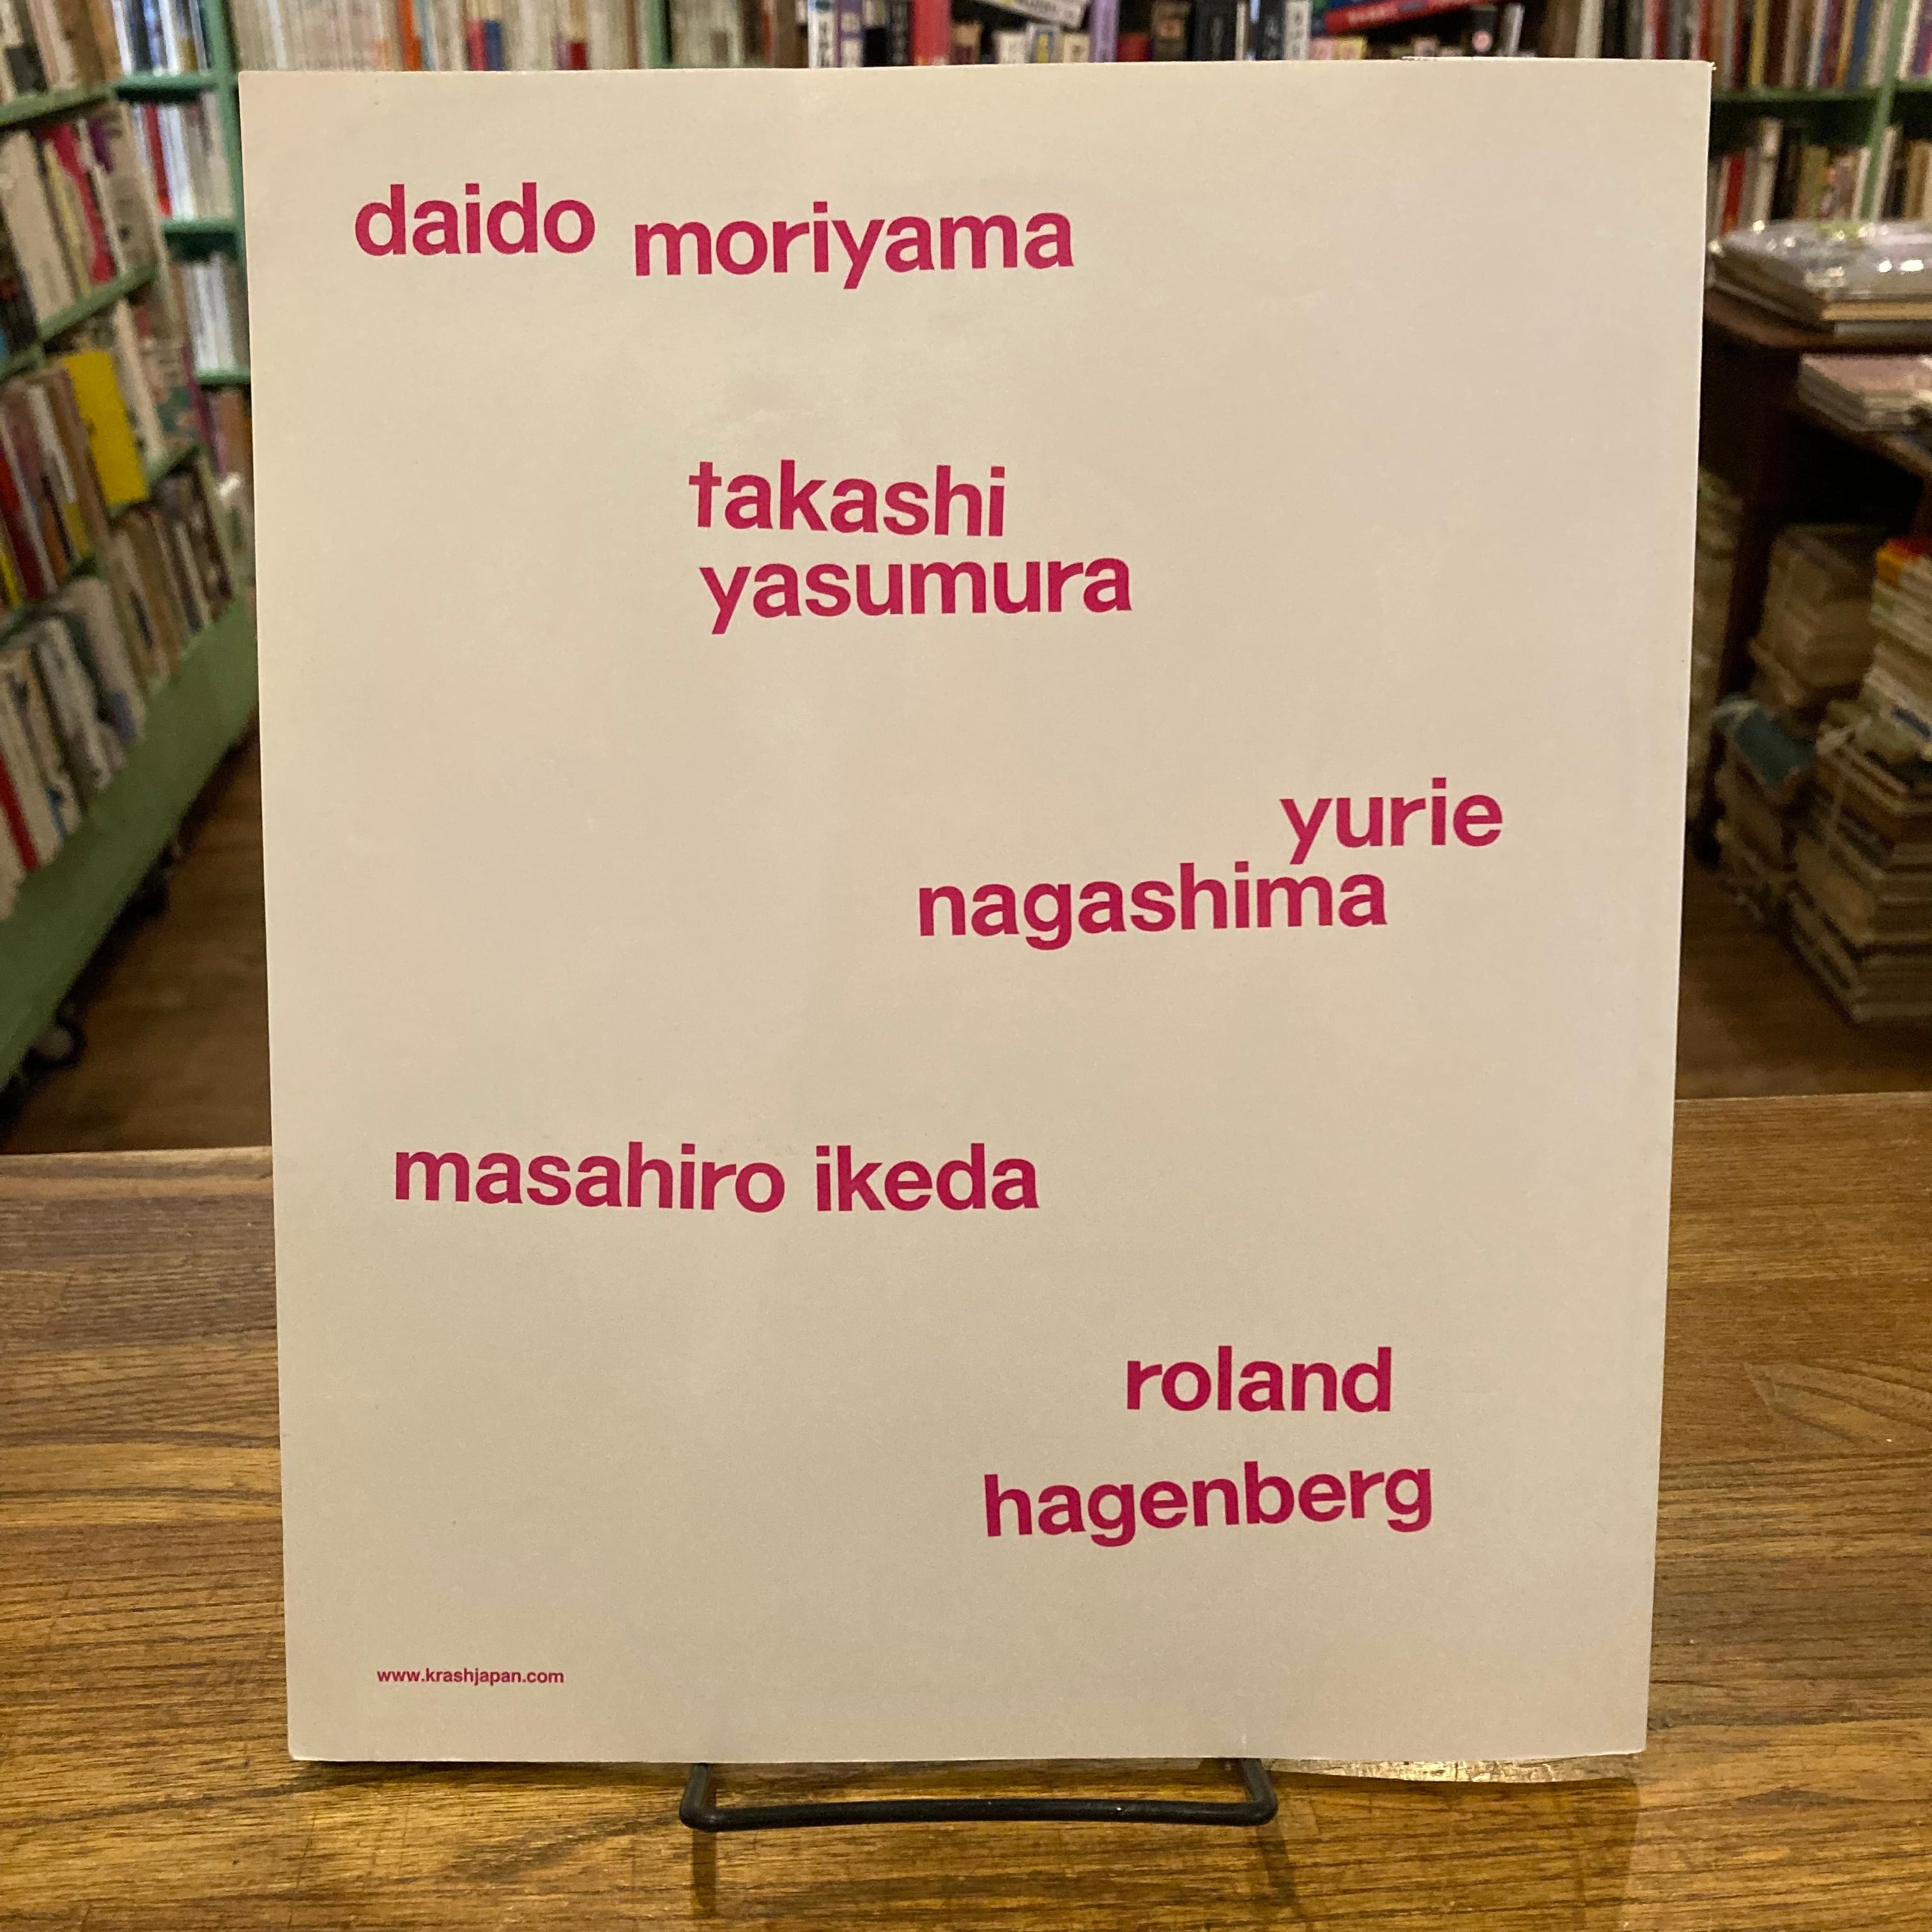 daido moriyama
takashi
yasumura
yurie
nagashima
masahiro ikeda
roland
hagenberg
www.krashjapan.com